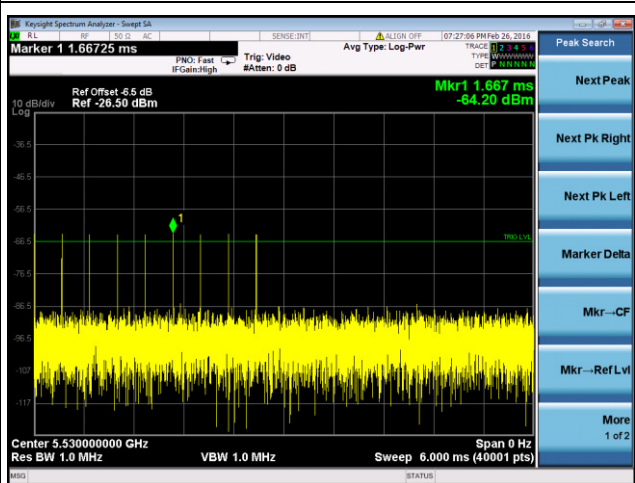 Keysight Spectrum Analyzer - Swept SA
RL RF 50 Ω AC SENSE:INT ALIGN OFF 07:27:06 PM Feb 26, 2016
Marker 1 1.66725 ms
PNO: Fast
IFGain:High
Trig: Video
#Atten: 0 dB
Avg Type: Log-Pwr
TRACE 1 2 3 4 5 6
TYPE WWWWWW
DET P NNNNN
Peak Search
Next Peak
Next Pk Right
Next Pk Left
Marker Delta
Mkr→CF
Mkr→Ref Lvl
More
1 of 2
Mkr1 1.667 ms
-64.20 dBm
Ref Offset -6.5 dB
10 dB/div Ref -26.50 dBm
Log
-36.5
-46.5
-56.5
-66.5
-76.5
-86.5
-96.5
-107
-117
1
TRIG LVL
Center 5.530000000 GHz Span 0 Hz
Res BW 1.0 MHz VBW 1.0 MHz Sweep 6.000 ms (40001 pts)
MSG STATUS